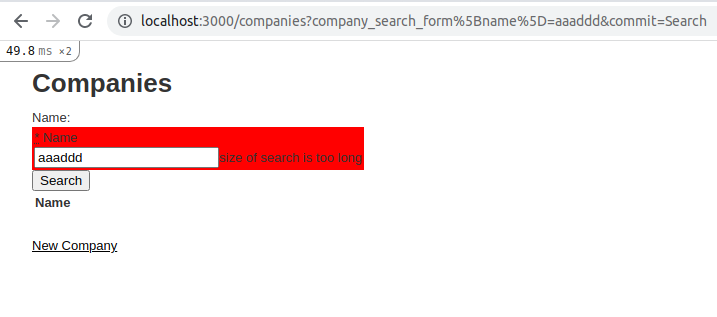 localhost:3000/companies?company_search_form%5Bname%5D=aaaddd&commit=Search
49.8 ms ×2
Companies
Name:
* Name
aaaddd size of search is too long
Search
Name
New Company